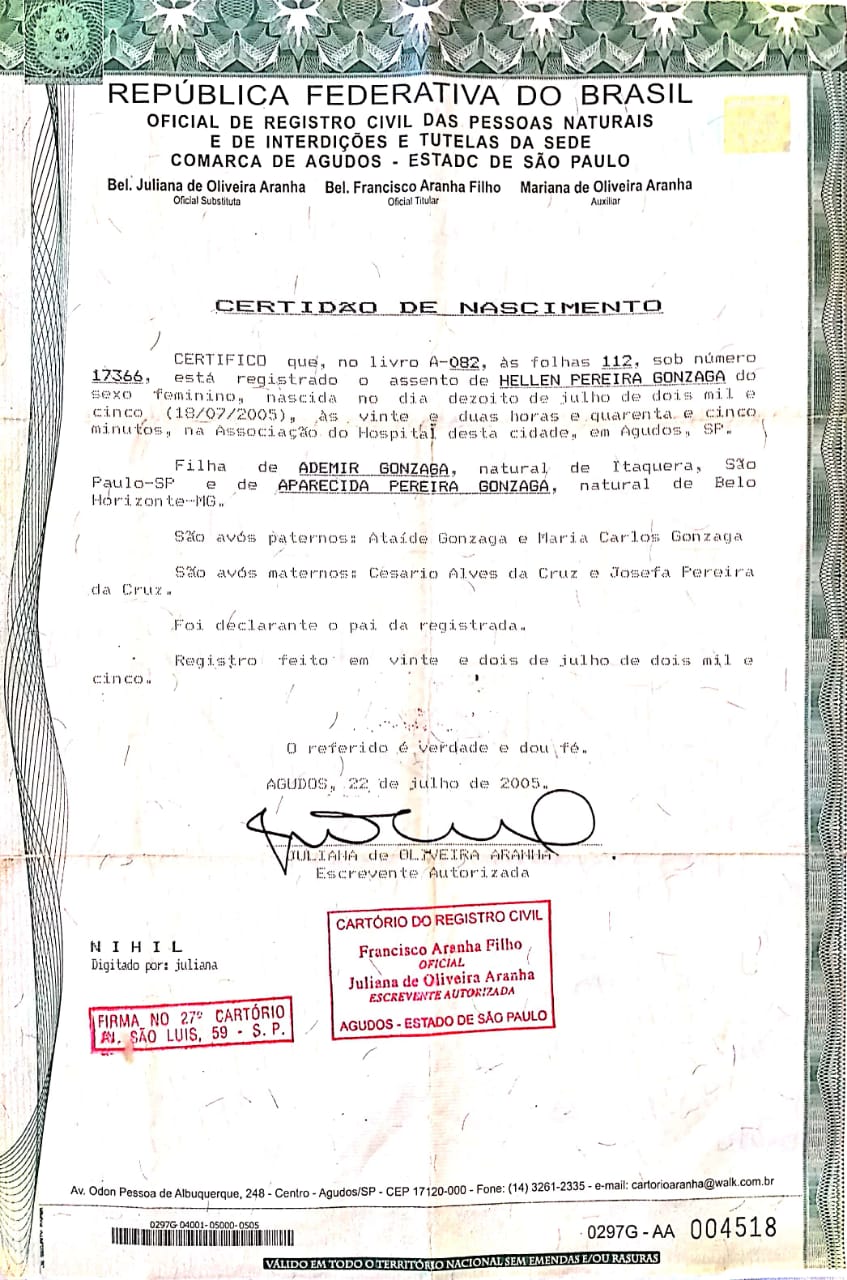 REPÚBLICA FEDERATIVA DO BRASIL
OFICIAL DE REGISTRO CIVIL DAS PESSOAS NATURAIS
E DE INTERDIÇÕES E TUTELAS DA SEDE
COMARCA DE AGUDOS - ESTADC DE SÃO PAULO
Bel. Juliana de Oliveira Aranha Bel. Francisco Aranha Filho Mariana de Oliveira Aranha
Oficial Substituta Oficial Titular Auxiliar
CERTIDÃO DE NASCIMENTO
CERTIFICO que, no livro A-082, às folhas 112, sob número
17366, está registrado o assento de HELLEN PEREIRA GONZAGA do
sexo feminino, nascida no dia dezoito de julho de dois mil e
cinco (18/07/2005), às vinte e duas horas e quarenta e cinco
minutos, na Associação do Hospital desta cidade, em Agudos, SP.
Filha de ADEMIR GONZAGA, natural de Itaquera, São
Paulo-SP e de APARECIDA PEREIRA GONZAGA, natural de Belo
Horizonte-MG.
São avós paternos: Ataíde Gonzaga e Maria Carlos Gonzaga
São avós maternos: Cesario Alves da Cruz e Josefa Pereira
da Cruz.
Foi declarante o pai da registrada.
Registro feito em vinte e dois de julho de dois mil e
cinco.
O referido é verdade e dou fé.
AGUDOS, 22 de julho de 2005.
JULIANA de OLIVEIRA ARANHA
Escrevente Autorizada
N I H I L
Digitado por: juliana
CARTÓRIO DO REGISTRO CIVIL
Francisco Aranha Filho
OFICIAL
Juliana de Oliveira Aranha
ESCREVENTE AUTORIZADA
AGUDOS - ESTADO DE SÃO PAULO
FIRMA NO 27º CARTÓRIO
AV. SÃO LUIS, 59 - S. P.
Av. Odon Pessoa de Albuquerque, 248 - Centro - Agudos/SP - CEP 17120-000 - Fone: (14) 3261-2335 - e-mail: cartorioaranha@walk.com.br
0297G-04001-05000-0505
0297G - AA 004518
VÁLIDO EM TODO O TERRITÓRIO NACIONAL SEM EMENDAS E/OU RASURAS